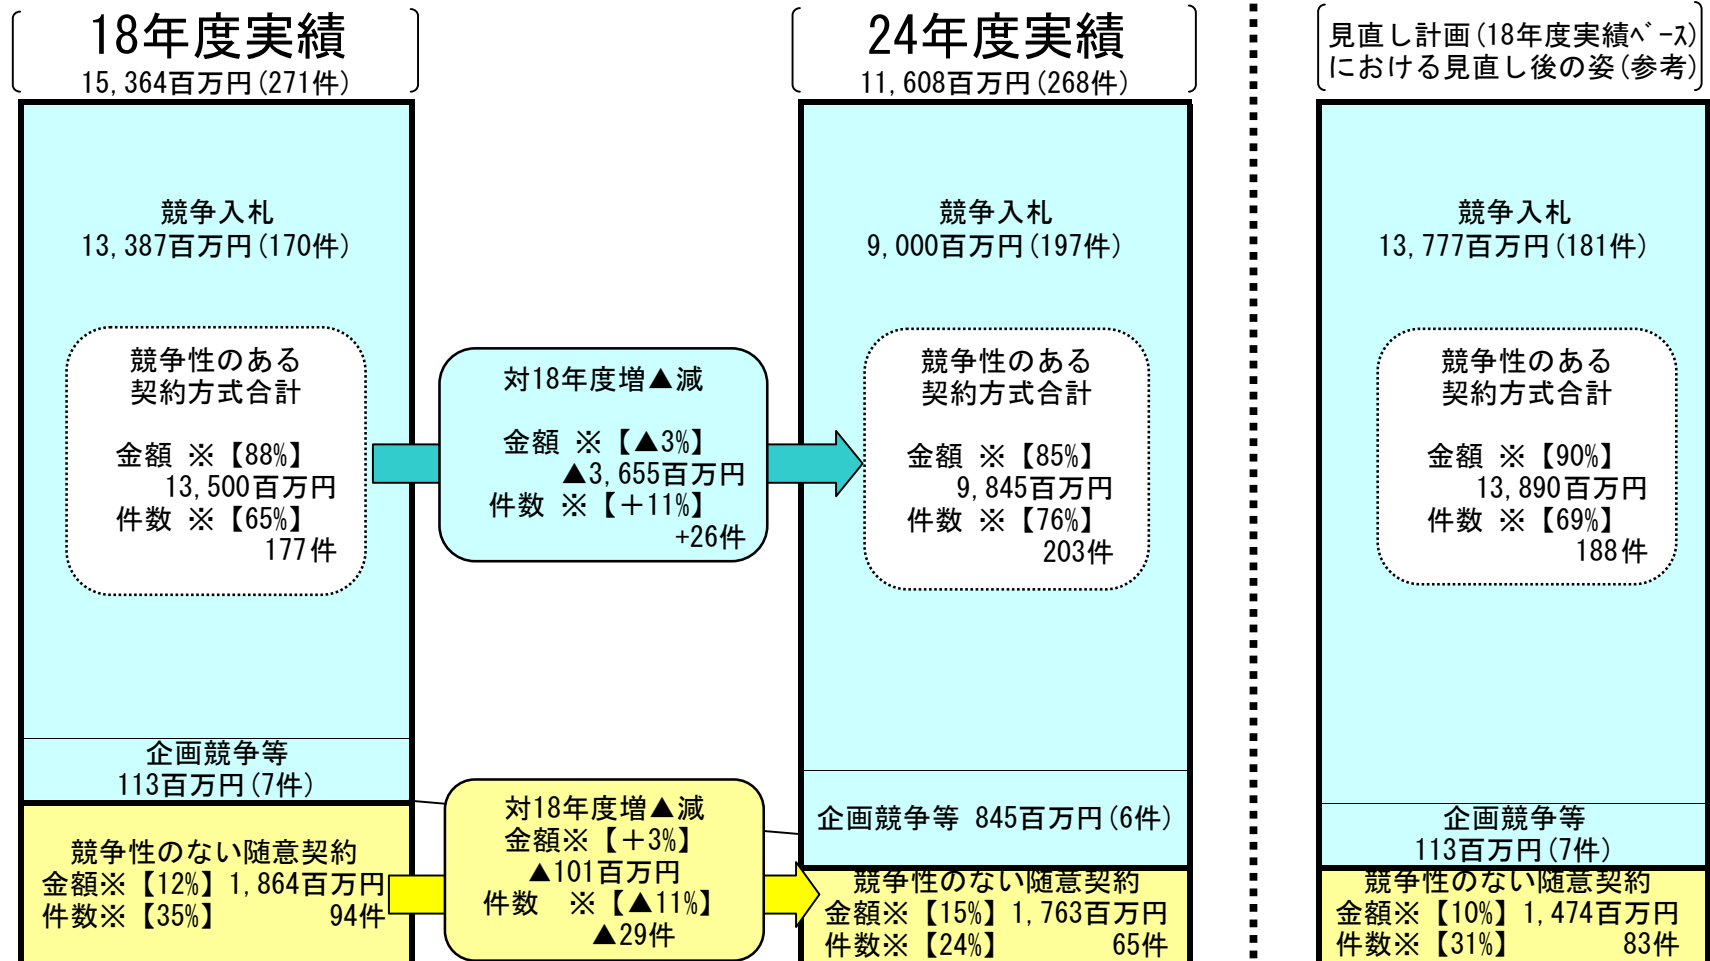 18年度実績
15,364百万円(271件)
競争入札
13,387百万円(170件)
競争性のある
契約方式合計
金額 ※【88%】
13,500百万円
件数 ※【65%】
177件
企画競争等
113百万円(7件)
競争性のない随意契約
金額※【12%】1,864百万円
件数※【35%】 94件
対18年度増▲減
金額 ※【▲3%】
▲3,655百万円
件数 ※【＋11%】
+26件
対18年度増▲減
金額※【＋3%】
▲101百万円
件数 ※【▲11%】
▲29件
24年度実績
11,608百万円(268件)
競争入札
9,000百万円(197件)
競争性のある
契約方式合計
金額 ※【85%】
9,845百万円
件数 ※【76%】
203件
企画競争等 845百万円(6件)
競争性のない随意契約
金額※【15%】1,763百万円
件数※【24%】 65件
見直し計画(18年度実績ﾍﾞｰｽ)
における見直し後の姿(参考)
競争入札
13,777百万円(181件)
競争性のある
契約方式合計
金額 ※【90%】
13,890百万円
件数 ※【69%】
188件
企画競争等
113百万円(7件)
競争性のない随意契約
金額※【10%】1,474百万円
件数※【31%】 83件